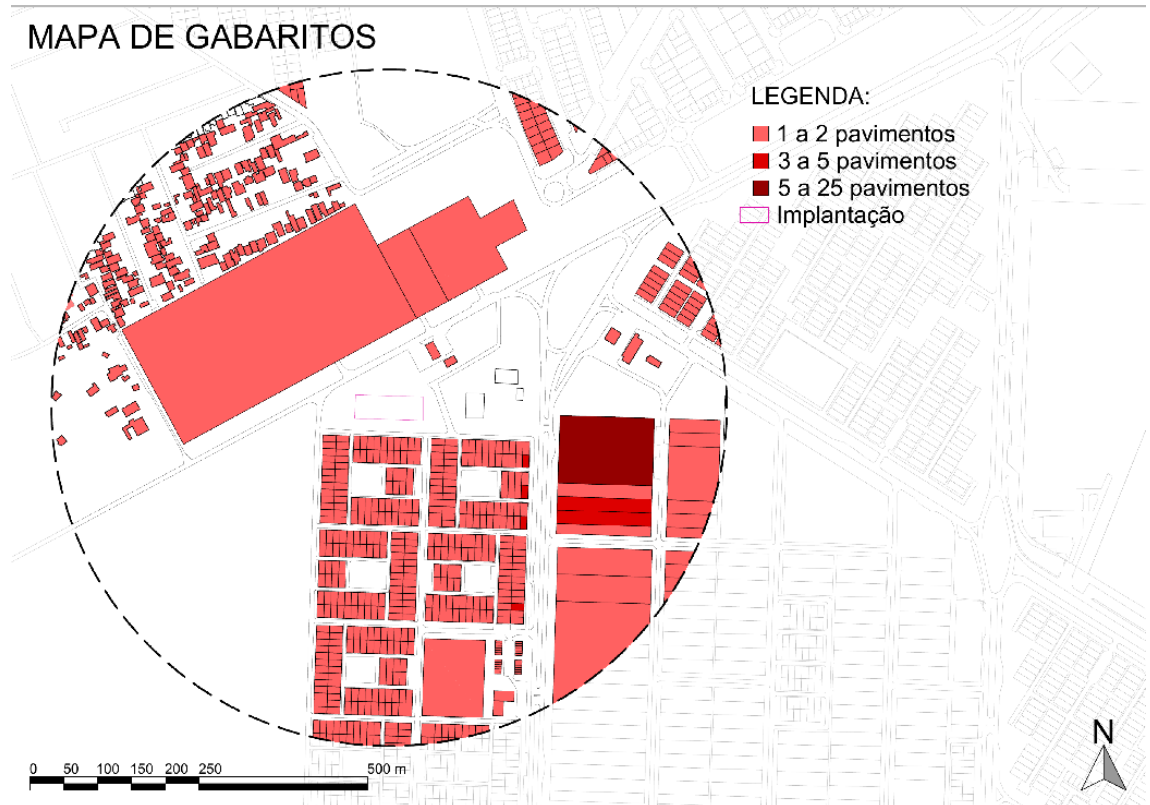 MAPA DE GABARITOS
LEGENDA:
1 a 2 pavimentos
3 a 5 pavimentos
5 a 25 pavimentos
Implantação
N
0 50 100 150 200 250 500 m